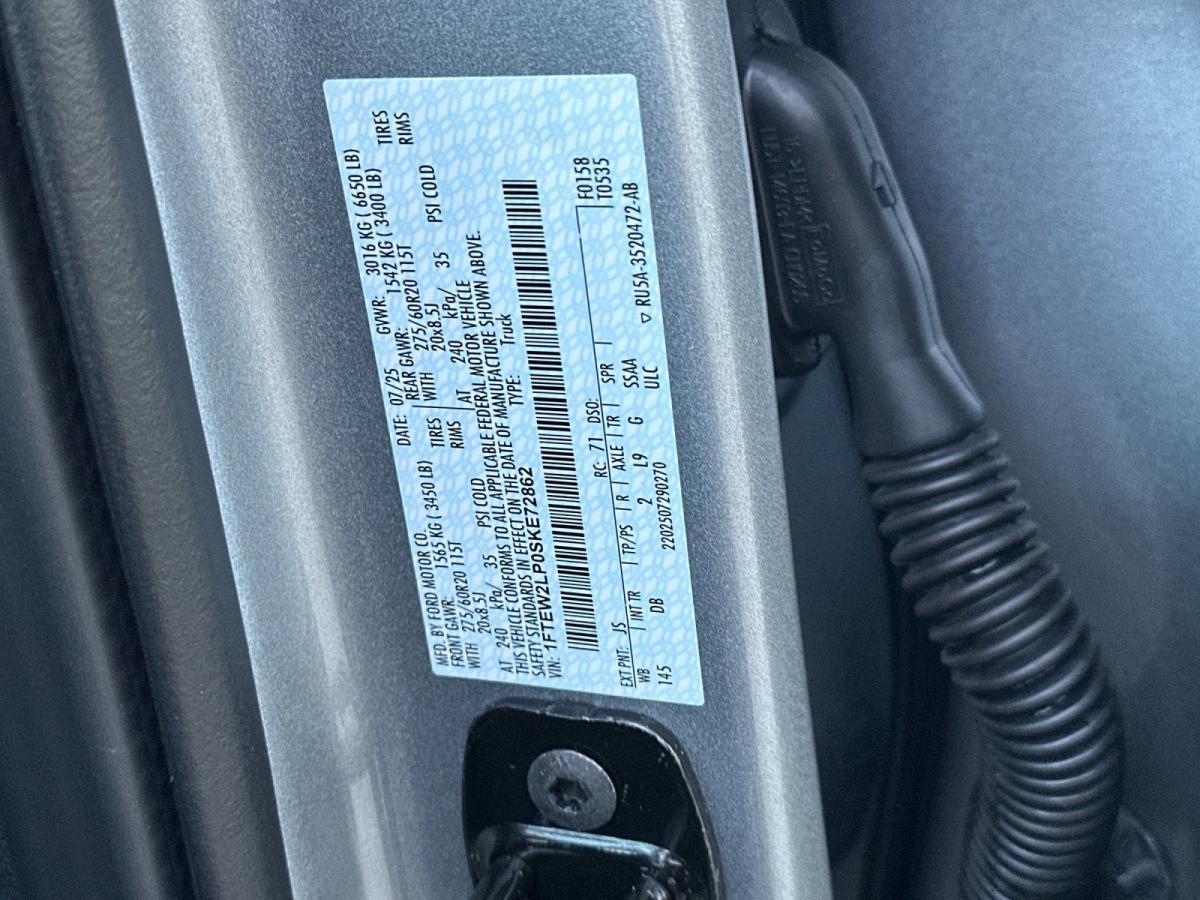 MFD. BY FORD MOTOR CO.
DATE: 07/25 GVWR: 3016 KG ( 6650 LB)
FRONT GAWR: 1565 KG ( 3450 LB) REAR GAWR: 1542 KG ( 3400 LB)
WITH 275/60R20 115T TIRES WITH 275/60R20 115T TIRES
20x8.5J RIMS 20x8.5J RIMS
AT 240 kPa/ 35 PSI COLD AT 240 kPa/ 35 PSI COLD
THIS VEHICLE CONFORMS TO ALL APPLICABLE FEDERAL MOTOR VEHICLE
SAFETY STANDARDS IN EFFECT ON THE DATE OF MANUFACTURE SHOWN ABOVE.
VIN: 1FTEW2LP0SKE72862 TYPE: Truck
F0158
T0535
EXT PNT: JS RC: 71 DSO:
WB INT TR TP/PS R AXLE TR SPR
145 DB 2 L9 G SSAA
2202507290270 ULC ▽ RU5A-3520472-AB
FoMoCo